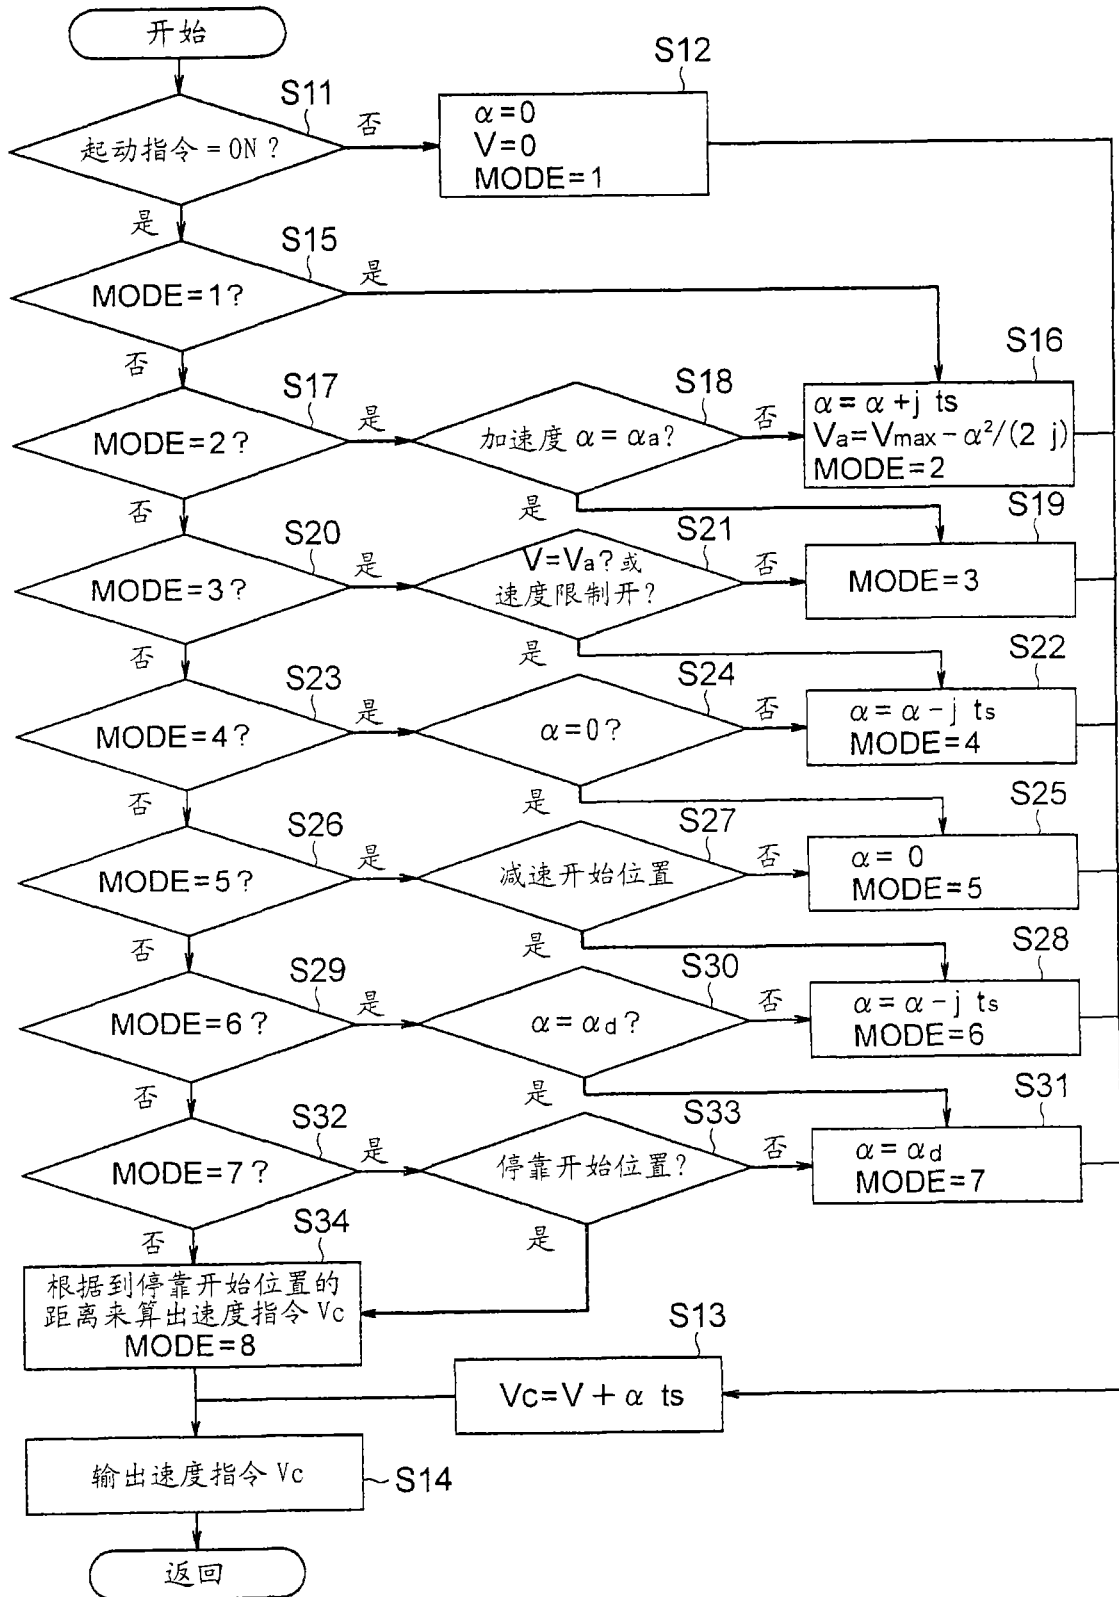 开始
S11
起动指令=ON?
否
S12
α=0
V=0
MODE=1
是
S15
MODE=1?
是
否
S16
α=α+j ts
Va=Vmax-α²/(2 j)
MODE=2
S17
MODE=2?
是
S18
加速度 α=αa?
否
否
是
S19
MODE=3
S20
MODE=3?
是
S21
V=Va?或
速度限制开?
否
否
是
S22
α=α-j ts
MODE=4
S23
MODE=4?
是
S24
α=0?
否
否
是
S25
α= 0
MODE=5
S26
MODE=5?
是
S27
减速开始位置
否
否
是
S28
α=α-j ts
MODE=6
S29
MODE=6?
是
S30
α=αd?
否
否
是
S31
α=αd
MODE=7
S32
MODE=7?
是
S33
停靠开始位置?
否
否
是
S34
根据到停靠开始位置的
距离来算出速度指令 Vc
MODE=8
S13
Vc=V+α ts
输出速度指令 Vc
S14
返回